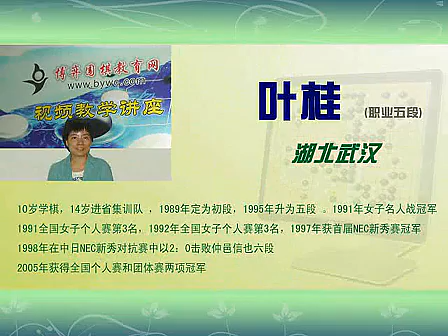 博弈围棋教育网
www.bywq.com
视频教学讲座
叶桂 (职业五段)
湖北武汉
10岁学棋，14岁进省集训队 ，1989年定为初段，1995年升为五段 。1991年女子名人战冠军
1991全国女子个人赛第3名，1992年全国女子个人赛第3名，1997年获首届NEC新秀赛冠军
1998年在中日NEC新秀对抗赛中以2：0击败仲邑信也六段
2005年获得全国个人赛和团体赛两项冠军